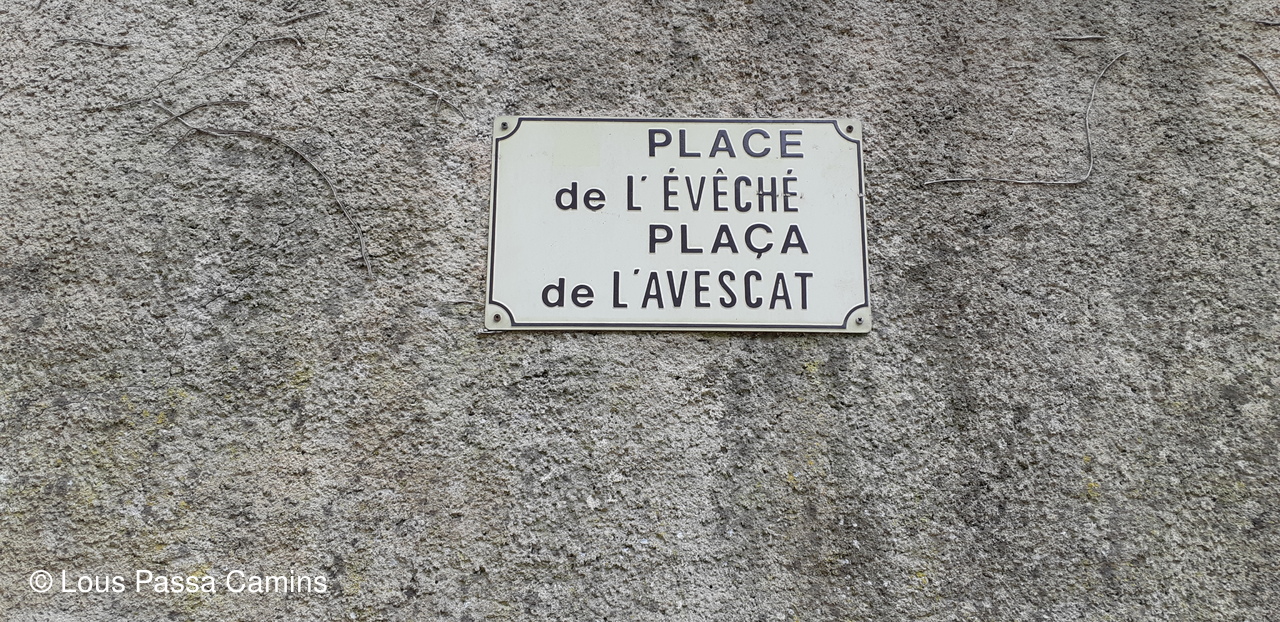 PLACE
de L'ÉVÊCHÉ
PLAÇA
de L'AVESCAT
© Lous Passa Camins